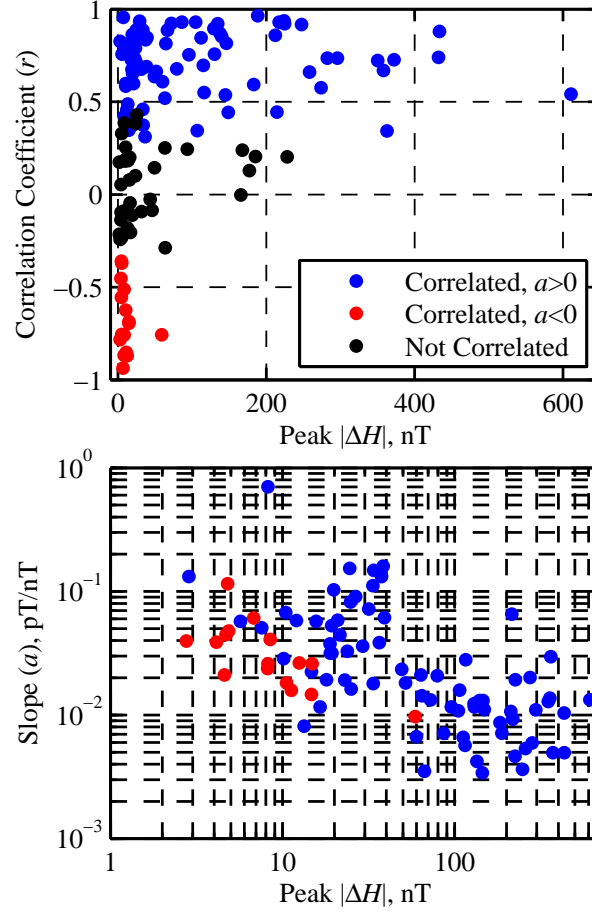 1
0.5
0
−0.5
−1
Correlation Coefficient (r)
Correlated, a>0
Correlated, a<0
Not Correlated
0 200 400 600
Peak |ΔH|, nT
10^0
10^−1
10^−2
10^−3
Slope (a), pT/nT
1 10 100
Peak |ΔH|, nT